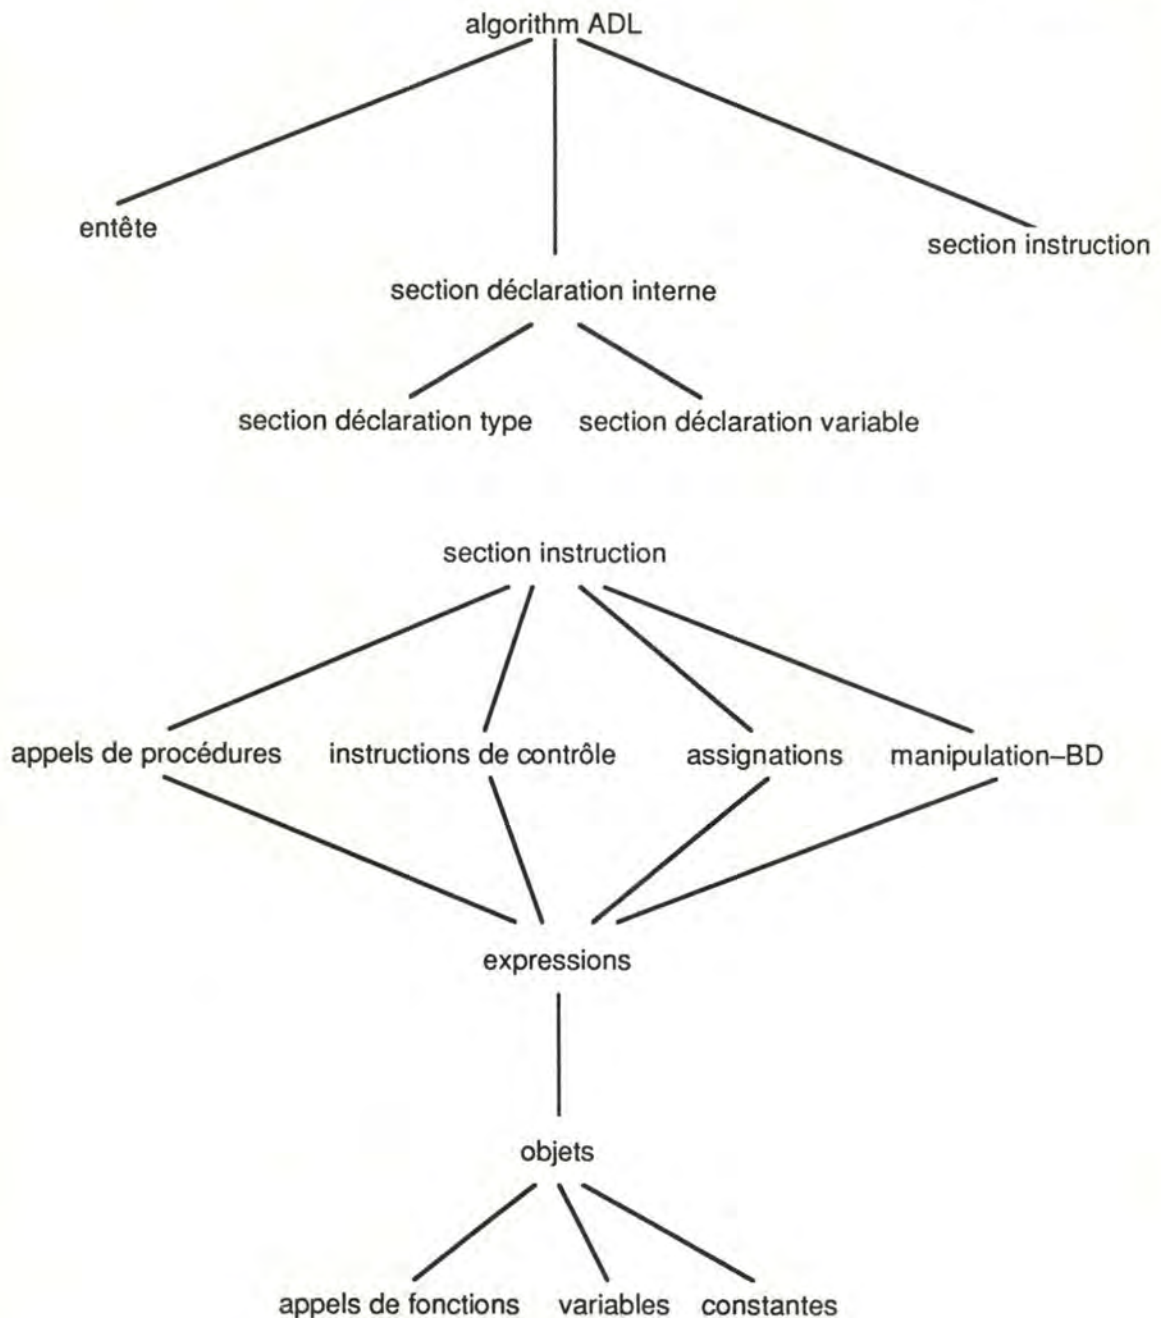 algorithm ADL
entête
section instruction
section déclaration interne
section déclaration type
section déclaration variable
section instruction
appels de procédures
instructions de contrôle
assignations
manipulation–BD
expressions
objets
appels de fonctions
variables
constantes